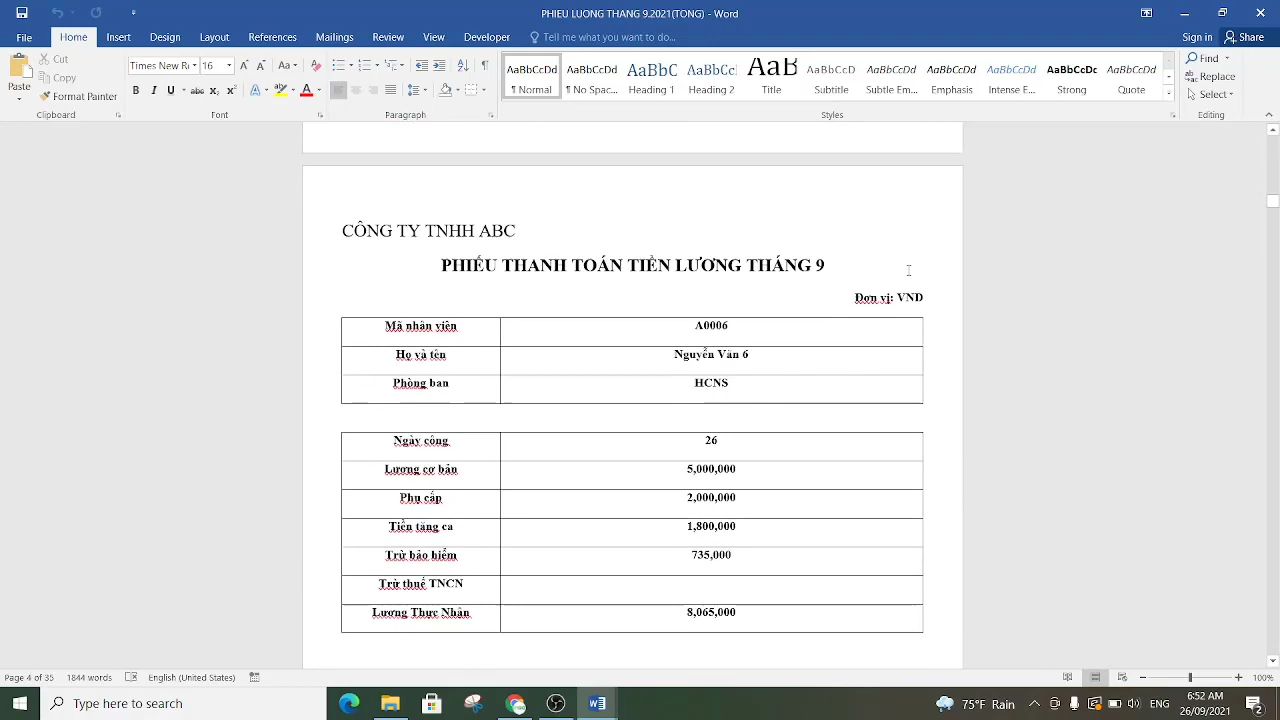 PHIEU LUONG THANG 9.2021(TONG) - Word
File Home Insert Design Layout References Mailings Review View Developer Tell me what you want to do... Sign in Share
Paste
Cut
Copy
Format Painter
Clipboard
Times New Ro 16
B I U abc X₂ X²
Font
Paragraph
AaBbCcDd AaBbCcDd AaBbC AaBbCc AaB AaBbCcD AaBbCcDd AaBbCcDd AaBbCcDd AaBbCcDd AaBbCcDd
¶ Normal ¶ No Spac... Heading 1 Heading 2 Title Subtitle Subtle Em... Emphasis Intense E... Strong Quote
Styles
Find
Replace
Select
Editing
CÔNG TY TNHH ABC
PHIẾU THANH TOÁN TIỀN LƯƠNG THÁNG 9
Đơn vị: VND
Mã nhân viên A0006
Họ và tên Nguyễn Văn 6
Phòng ban HCNS
Ngày công 26
Lương cơ bản 5,000,000
Phụ cấp 2,000,000
Tiền tăng ca 1,800,000
Trừ bảo hiểm 735,000
Trừ thuế TNCN
Lương Thực Nhận 8,065,000
Page 4 of 35 1844 words English (United States) 100%
Type here to search
75°F Rain
ENG
6:52 AM
26/09/2021